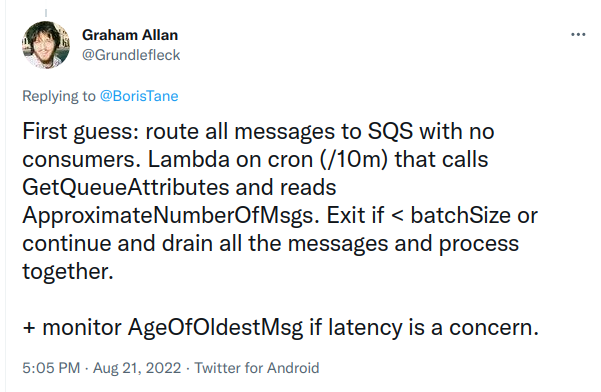 Graham Allan
@Grundlefleck
Replying to @BorisTane
First guess: route all messages to SQS with no
consumers. Lambda on cron (/10m) that calls
GetQueueAttributes and reads
ApproximateNumberOfMsgs. Exit if < batchSize or
continue and drain all the messages and process
together.
+ monitor AgeOfOldestMsg if latency is a concern.
5:05 PM · Aug 21, 2022 · Twitter for Android